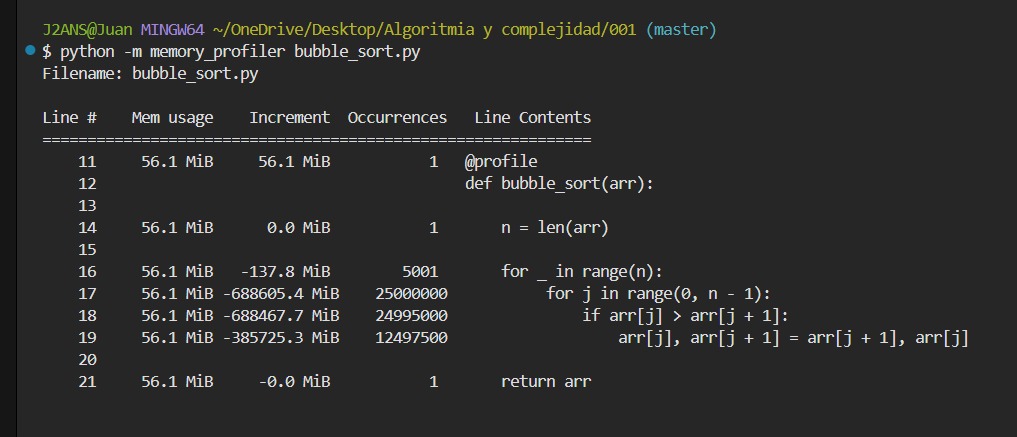 J2ANS@Juan MINGW64 ~/OneDrive/Desktop/Algoritmia y complejidad/001 (master)
$ python -m memory_profiler bubble_sort.py
Filename: bubble_sort.py
Line #    Mem usage    Increment  Occurrences   Line Contents
=============================================================
    11     56.1 MiB     56.1 MiB           1   @profile
    12                                         def bubble_sort(arr):
    13
    14     56.1 MiB      0.0 MiB           1       n = len(arr)
    15
    16     56.1 MiB   -137.8 MiB        5001       for _ in range(n):
    17     56.1 MiB -688605.4 MiB    25000000            for j in range(0, n - 1):
    18     56.1 MiB -688467.7 MiB    24995000                if arr[j] > arr[j + 1]:
    19     56.1 MiB -385725.3 MiB    12497500                    arr[j], arr[j + 1] = arr[j + 1], arr[j]
    20
    21     56.1 MiB     -0.0 MiB           1       return arr